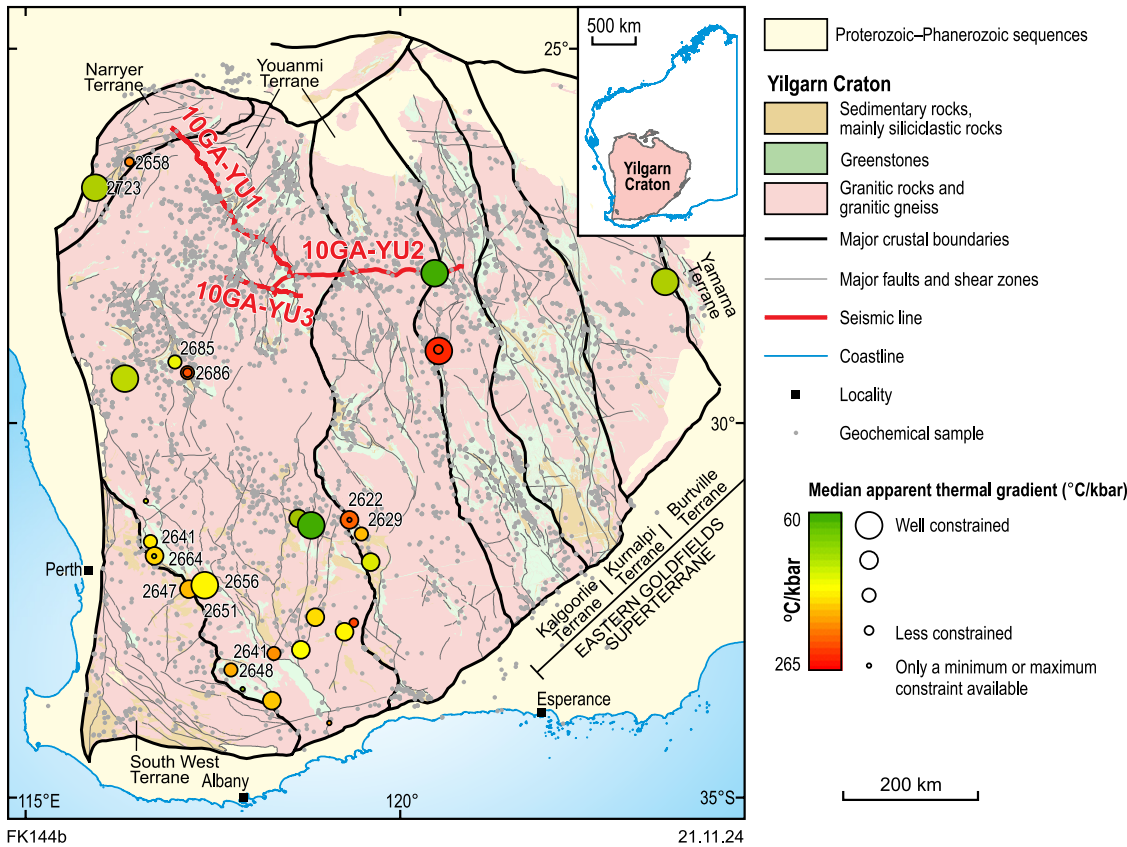 25°
30°
35°S
115°E
120°
Narryer
Terrane
Youanmi
Terrane
10GA-YU1
10GA-YU2
10GA-YU3
2658
2723
2685
2686
2622
2629
2641
2664
2647
2656
2651
2641
2648
Yamarna
Terrane
Perth
Kalgoorlie
Terrane
Kurnalpi
Terrane
Burtville
Terrane
EASTERN GOLDFIELDS
SUPERTERRANE
Esperance
South West
Terrane
Albany
500 km
Yilgarn
Craton
Proterozoic–Phanerozoic sequences
Yilgarn Craton
Sedimentary rocks,
mainly siliciclastic rocks
Greenstones
Granitic rocks and
granitic gneiss
Major crustal boundaries
Major faults and shear zones
Seismic line
Coastline
Locality
Geochemical sample
Median apparent thermal gradient (°C/kbar)
60
°C/kbar
265
Well constrained
Less constrained
Only a minimum or maximum
constraint available
200 km
FK144b
21.11.24